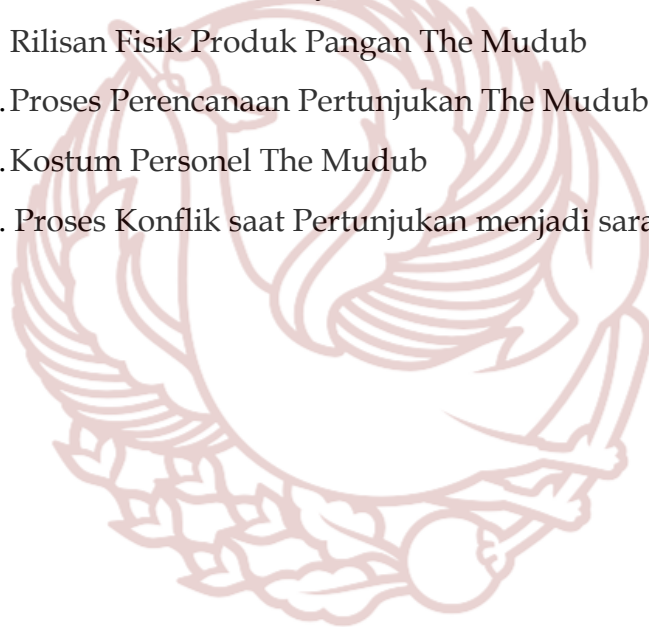 Rilisan Fisik Produk Pangan The Mudub
. Proses Perencanaan Pertunjukan The Mudub
. Kostum Personel The Mudub
. Proses Konflik saat Pertunjukan menjadi sara